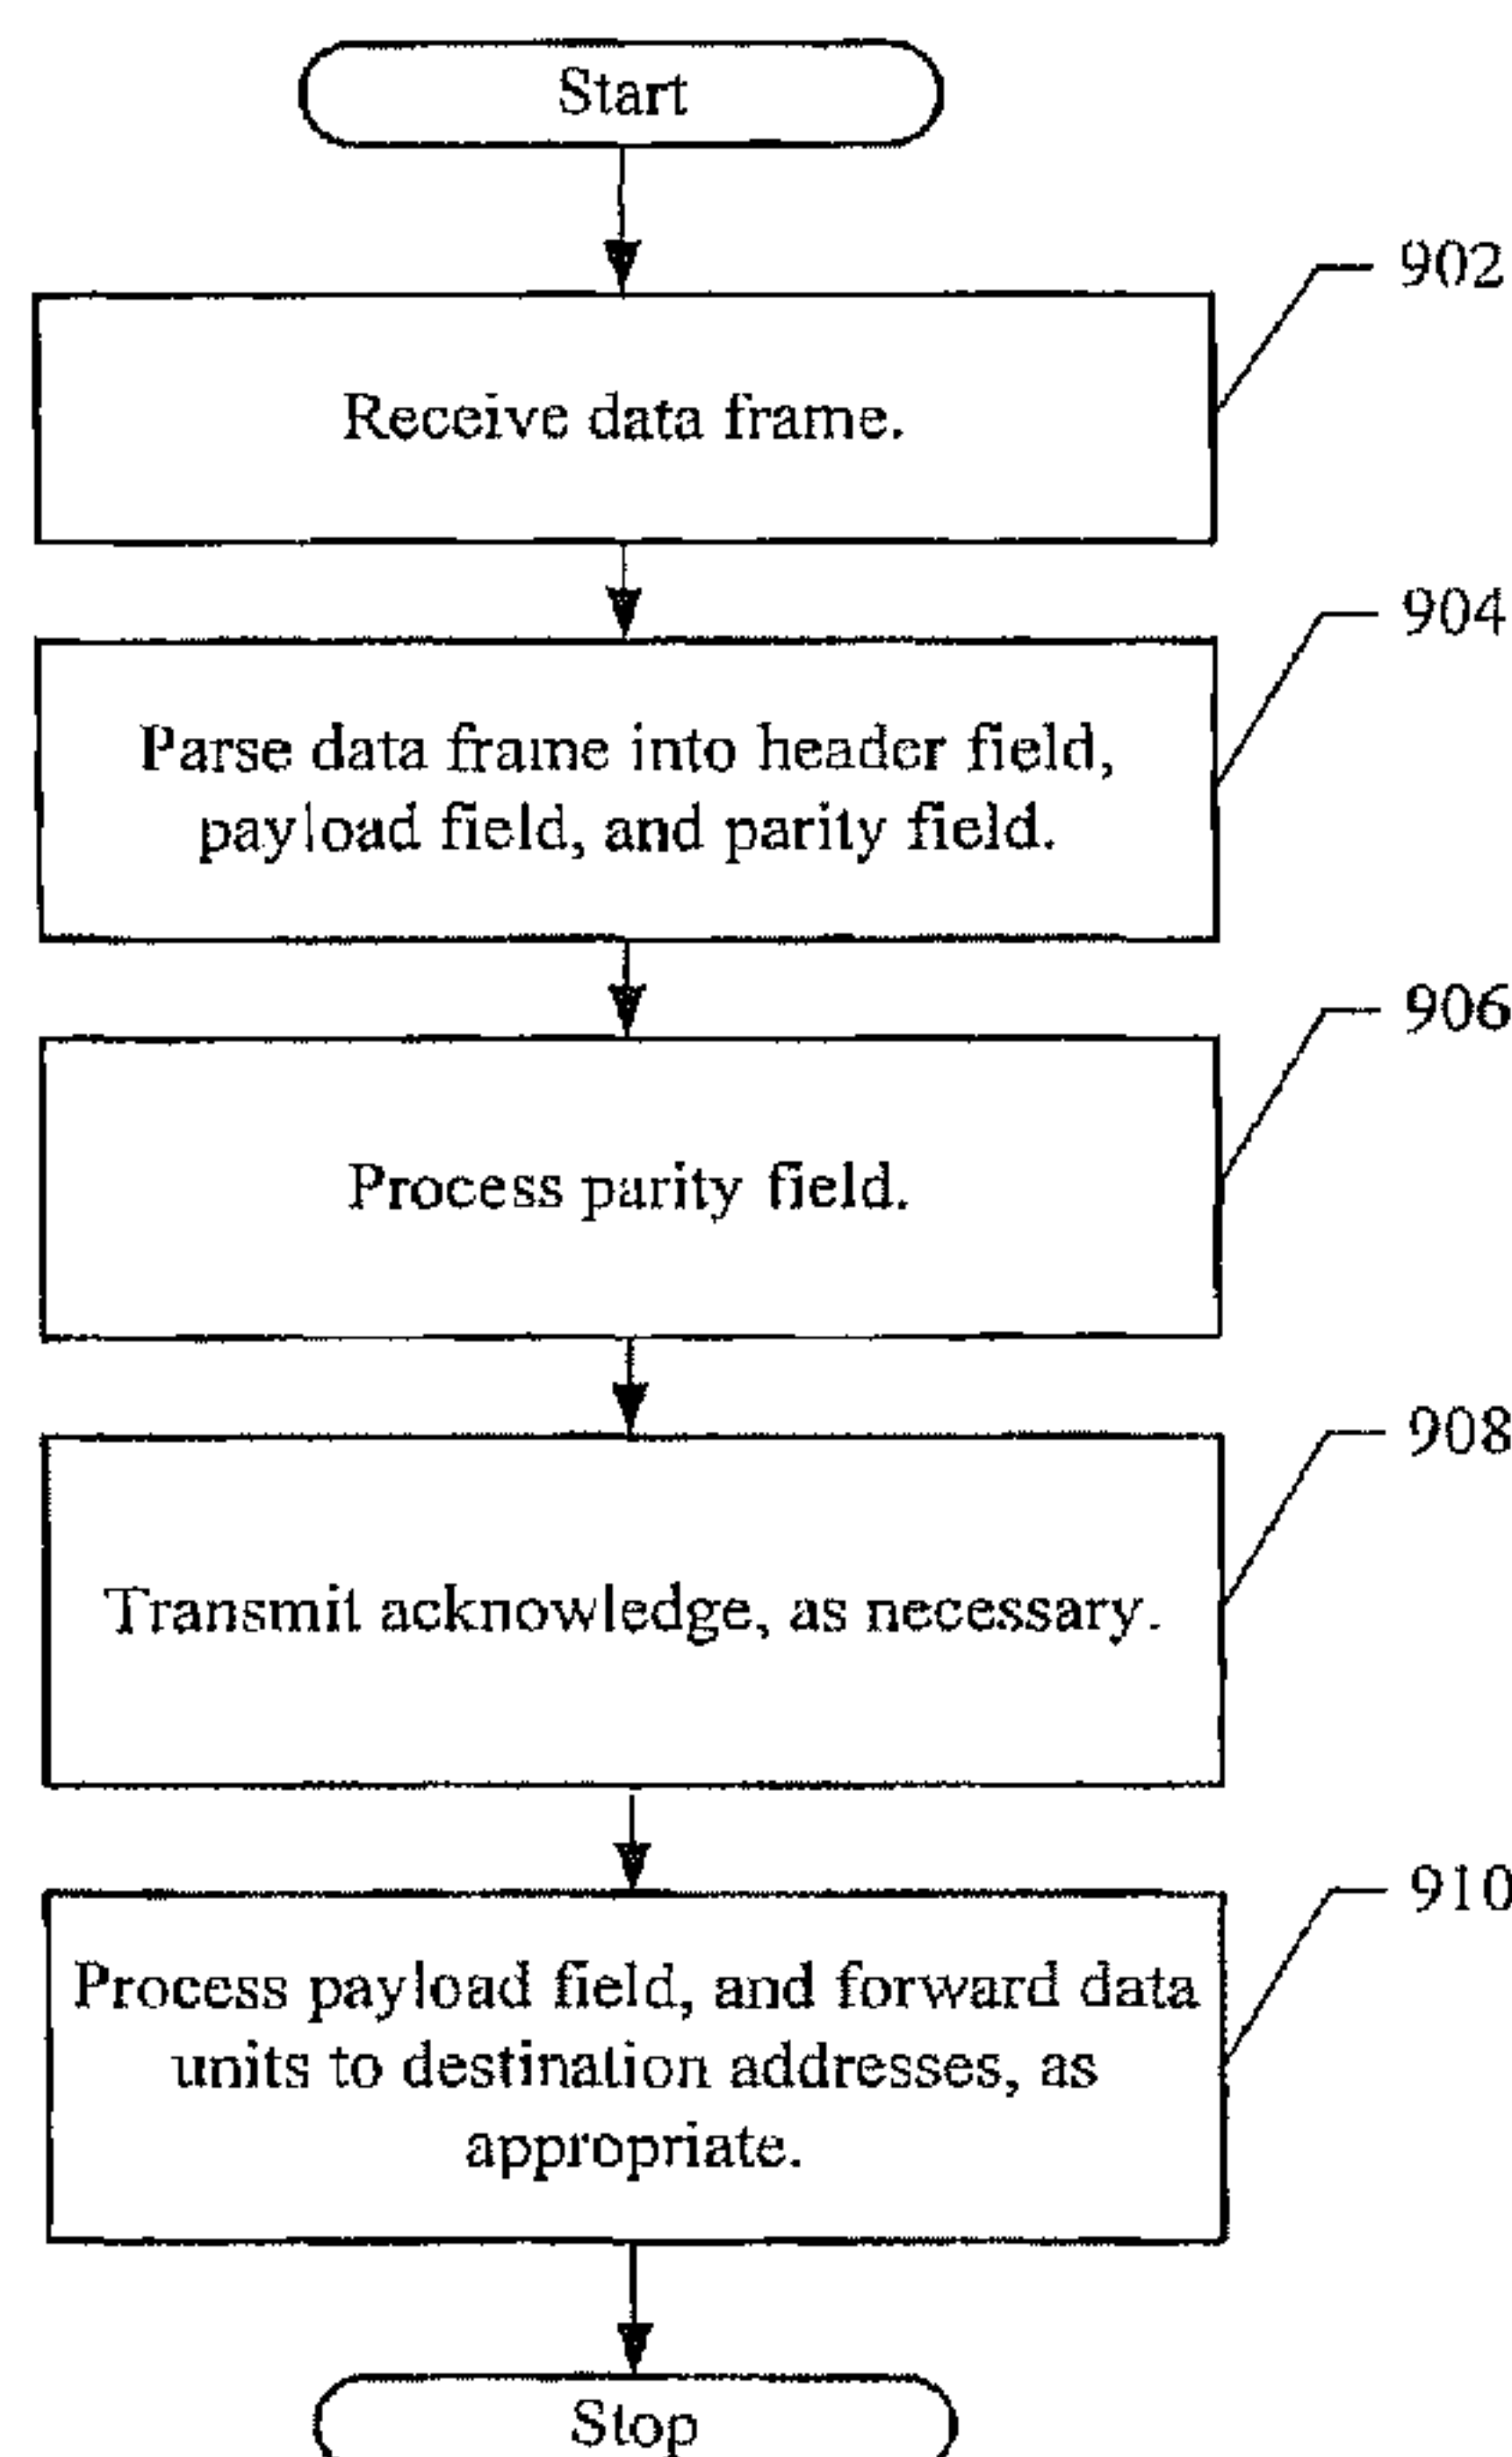 Start
902
Receive data frame.
904
Parse data frame into header field,
payload field, and parity field.
906
Process parity field.
908
Transmit acknowledge, as necessary.
910
Process payload field, and forward data
units to destination addresses, as
appropriate.
Stop